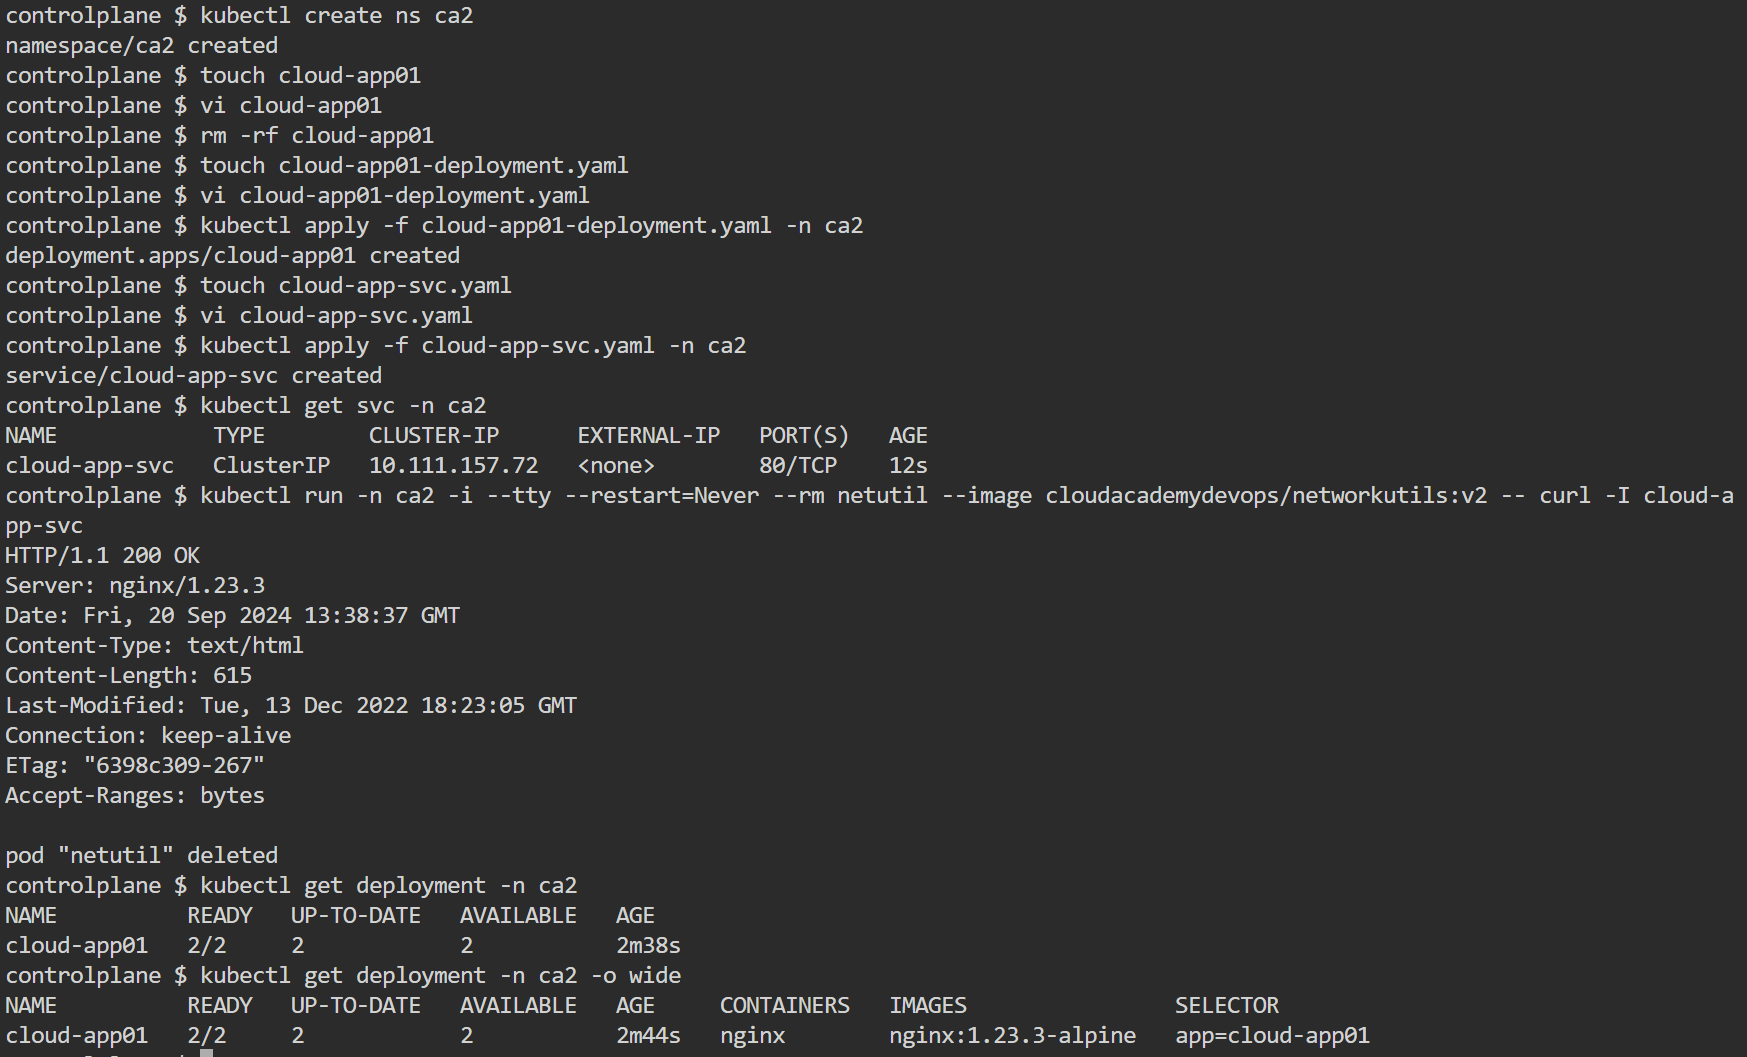 controlplane $ kubectl create ns ca2
namespace/ca2 created
controlplane $ touch cloud-app01
controlplane $ vi cloud-app01
controlplane $ rm -rf cloud-app01
controlplane $ touch cloud-app01-deployment.yaml
controlplane $ vi cloud-app01-deployment.yaml
controlplane $ kubectl apply -f cloud-app01-deployment.yaml -n ca2
deployment.apps/cloud-app01 created
controlplane $ touch cloud-app-svc.yaml
controlplane $ vi cloud-app-svc.yaml
controlplane $ kubectl apply -f cloud-app-svc.yaml -n ca2
service/cloud-app-svc created
controlplane $ kubectl get svc -n ca2
NAME            TYPE        CLUSTER-IP      EXTERNAL-IP   PORT(S)   AGE
cloud-app-svc   ClusterIP   10.111.157.72   <none>        80/TCP    12s
controlplane $ kubectl run -n ca2 -i --tty --restart=Never --rm netutil --image cloudacademydevops/networkutils:v2 -- curl -I cloud-a
pp-svc
HTTP/1.1 200 OK
Server: nginx/1.23.3
Date: Fri, 20 Sep 2024 13:38:37 GMT
Content-Type: text/html
Content-Length: 615
Last-Modified: Tue, 13 Dec 2022 18:23:05 GMT
Connection: keep-alive
ETag: "6398c309-267"
Accept-Ranges: bytes

pod "netutil" deleted
controlplane $ kubectl get deployment -n ca2
NAME          READY   UP-TO-DATE   AVAILABLE   AGE
cloud-app01   2/2     2            2           2m38s
controlplane $ kubectl get deployment -n ca2 -o wide
NAME          READY   UP-TO-DATE   AVAILABLE   AGE     CONTAINERS   IMAGES                SELECTOR
cloud-app01   2/2     2            2           2m44s   nginx        nginx:1.23.3-alpine   app=cloud-app01